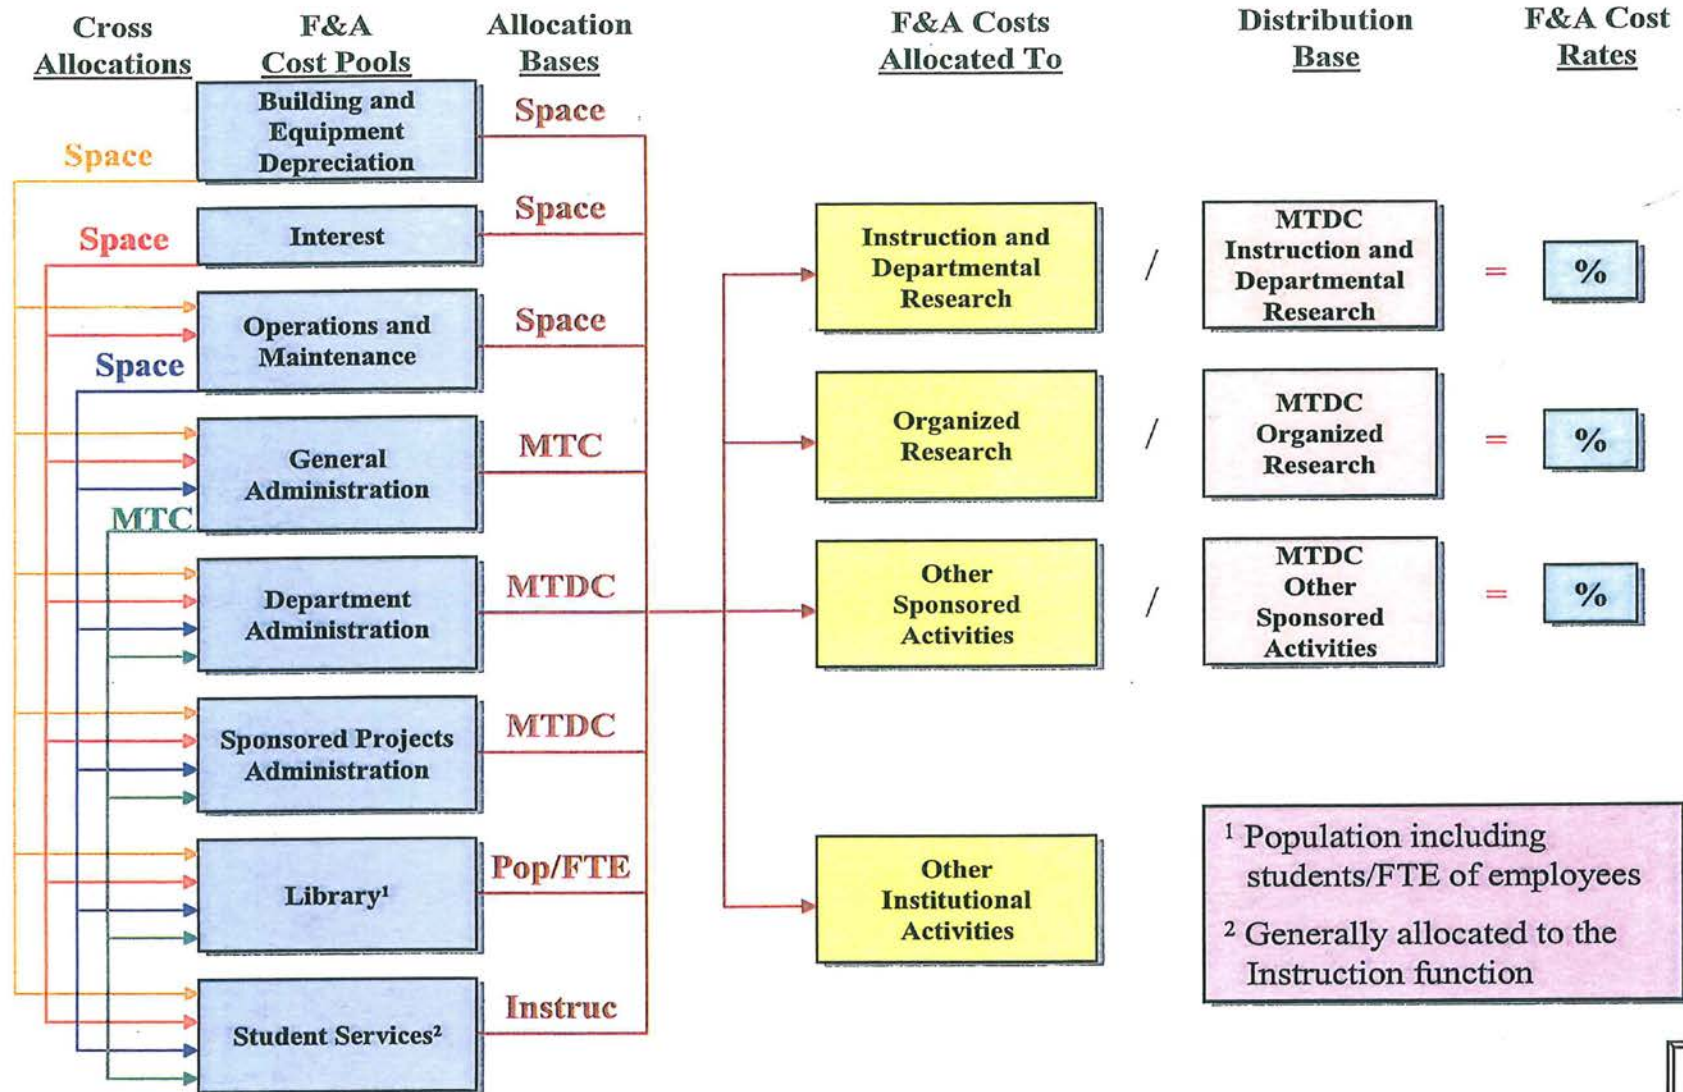 Cross
Allocations
F&A
Cost Pools
Allocation
Bases
F&A Costs
Allocated To
Distribution
Base
F&A Cost
Rates
Building and
Equipment
Depreciation
Space
Space
Interest
Space
Space
Operations and
Maintenance
Space
Space
General
Administration
MTC
MTC
Department
Administration
MTDC
Sponsored Projects
Administration
MTDC
Library¹
Pop/FTE
Student Services²
Instruc
Instruction and
Departmental
Research
/
MTDC
Instruction and
Departmental
Research
=
%
Organized
Research
/
MTDC
Organized
Research
=
%
Other
Sponsored
Activities
/
MTDC
Other
Sponsored
Activities
=
%
Other
Institutional
Activities
¹ Population including
students/FTE of employees
² Generally allocated to the
Instruction function